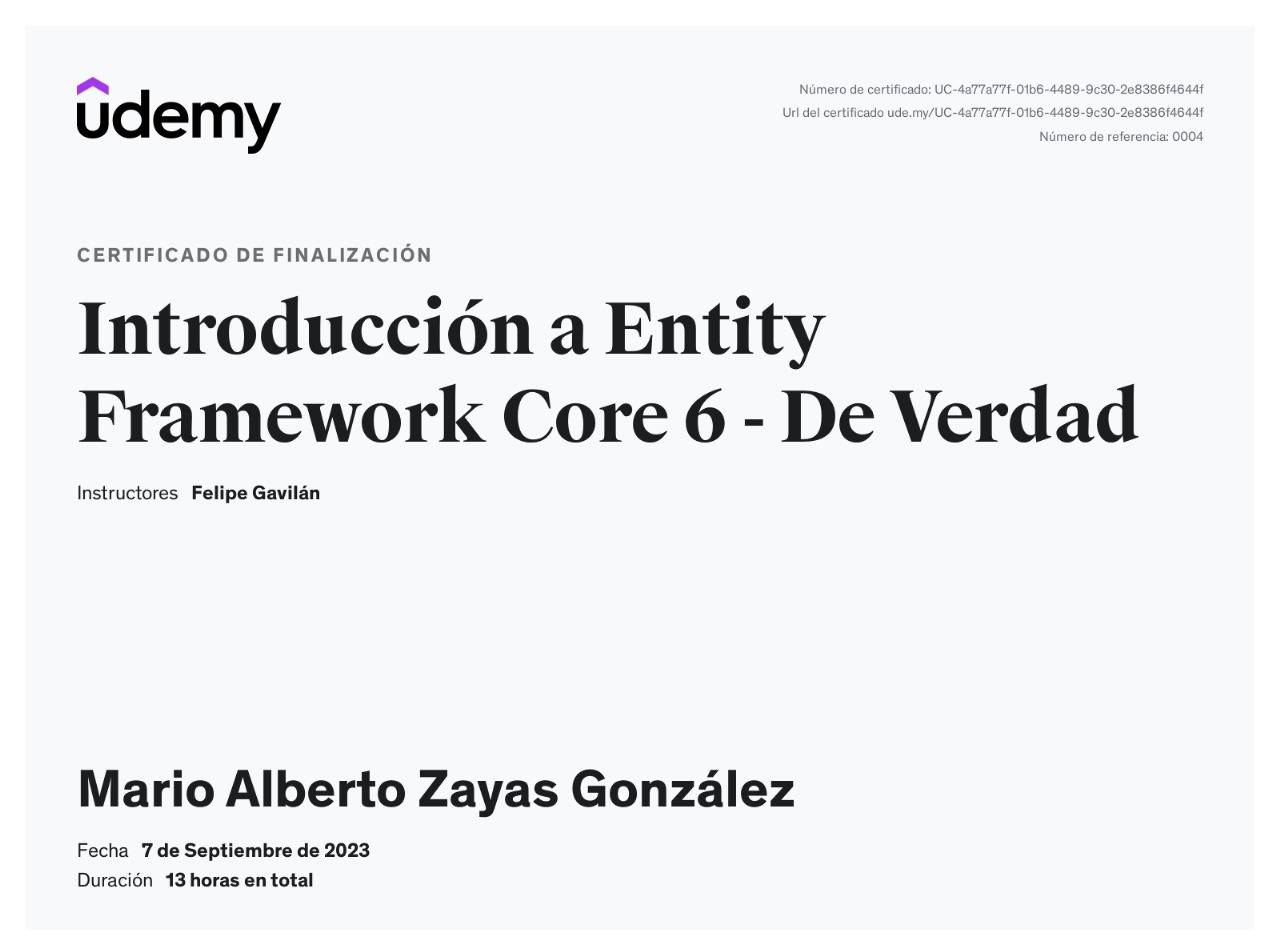 udemy
Número de certificado: UC-4a77a77f-01b6-4489-9c30-2e8386f4644f
Url del certificado ude.my/UC-4a77a77f-01b6-4489-9c30-2e8386f4644f
Número de referencia: 0004
CERTIFICADO DE FINALIZACIÓN
Introducción a Entity
Framework Core 6 - De Verdad
Instructores Felipe Gavilán
Mario Alberto Zayas González
Fecha 7 de Septiembre de 2023
Duración 13 horas en total